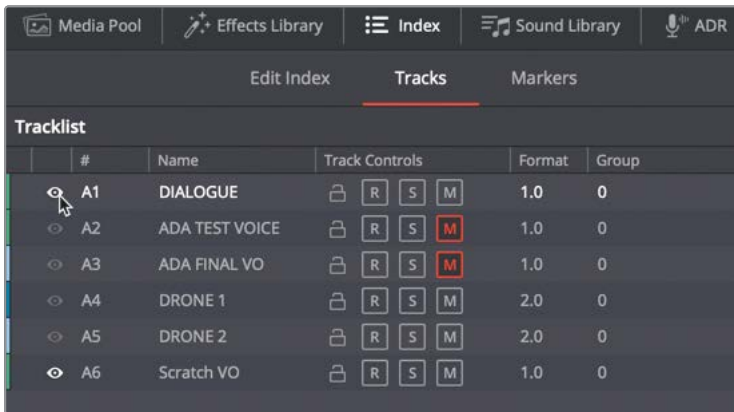 Media Pool Effects Library Index Sound Library ADR
Edit Index Tracks Markers
Tracklist
# Name Track Controls Format Group
A1 DIALOGUE R S M 1.0 0
A2 ADA TEST VOICE R S M 1.0 0
A3 ADA FINAL VO R S M 1.0 0
A4 DRONE 1 R S M 2.0 0
A5 DRONE 2 R S M 2.0 0
A6 Scratch VO R S M 1.0 0